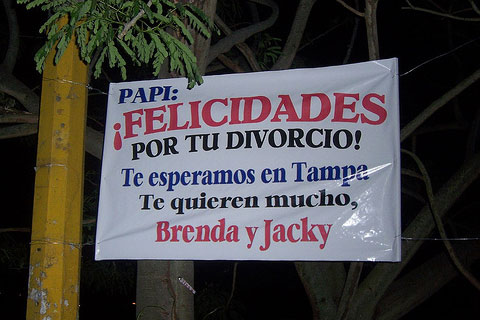 PAPI:
¡FELICIDADES
POR TU DIVORCIO!
Te esperamos en Tampa
Te quieren mucho,
Brenda y Jacky